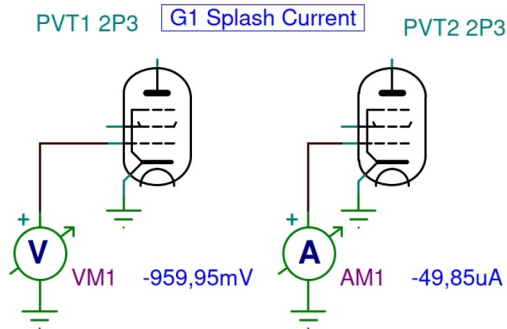 PVT1 2P3
G1 Splash Current
PVT2 2P3
+
V
VM1
-959,95mV
+
A
AM1
-49,85uA